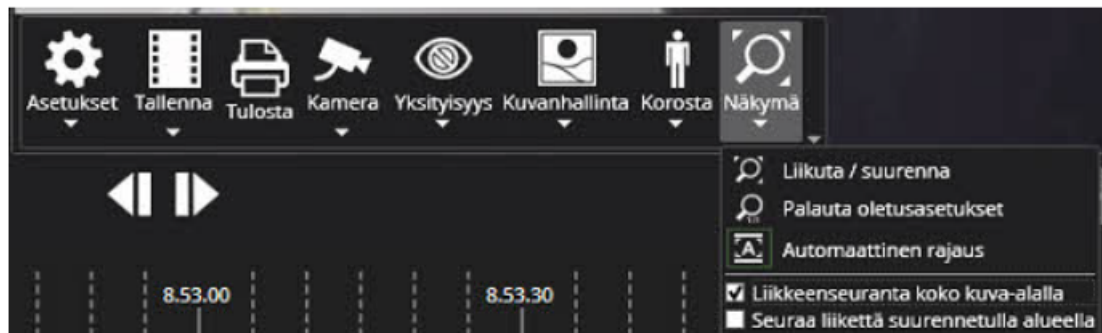 Asetukset Tallenna Tulosta Kamera Yksityisyys Kuvanhallinta Korosta Näkymä
Liikuta / suurenna
Palauta oletusasetukset
A Automaattinen rajaus
8.53.00 8.53.30
Liikkeenseuranta koko kuva-alalla
Seuraa liikettä suurennetulla alueella